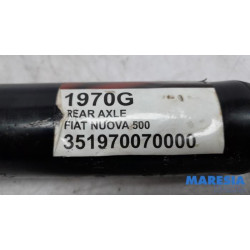 1970G
REAR AXLE
FIAT NUOVA 500
351970070000
MARESIA